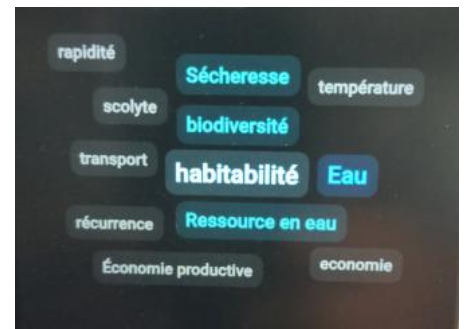 rapidité
Sécheresse
température
scolyte
biodiversité
transport
habitabilité
Eau
récurrence
Ressource en eau
Économie productive
economie